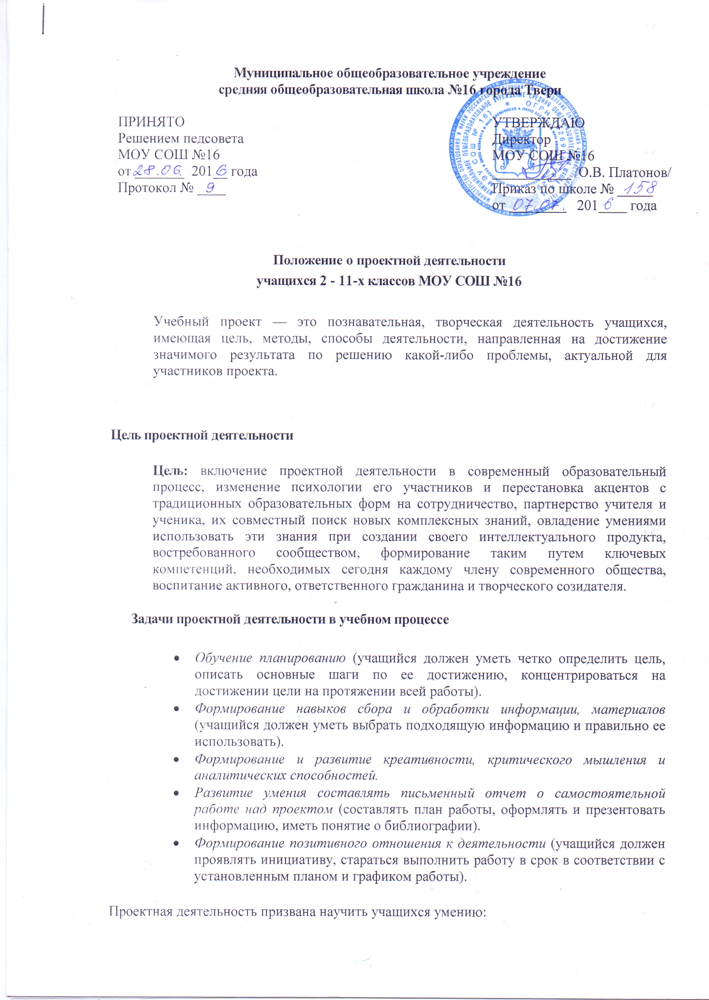 Муниципальное общеобразовательное учреждение
средняя общеобразовательная школа №16 города Твери
ПРИНЯТО
Решением педсовета
МОУ СОШ №16
от 28.06. 2016 года
Протокол № 9
УТВЕРЖДАЮ
Директор
МОУ СОШ №16
/О.В. Платонов/
Приказ по школе № 158
от 07.07. 2016 года
Положение о проектной деятельности
учащихся 2 - 11-х классов МОУ СОШ №16
Учебный проект — это познавательная, творческая деятельность учащихся,
имеющая цель, методы, способы деятельности, направленная на достижение
значимого результата по решению какой-либо проблемы, актуальной для
участников проекта.
Цель проектной деятельности
Цель: включение проектной деятельности в современный образовательный
процесс, изменение психологии его участников и перестановка акцентов с
традиционных образовательных форм на сотрудничество, партнерство учителя и
ученика, их совместный поиск новых комплексных знаний, овладение умениями
использовать эти знания при создании своего интеллектуального продукта,
востребованного сообществом, формирование таким путем ключевых
компетенций, необходимых сегодня каждому члену современного общества,
воспитание активного, ответственного гражданина и творческого созидателя.
Задачи проектной деятельности в учебном процессе
• Обучение планированию (учащийся должен уметь четко определить цель,
описать основные шаги по ее достижению, концентрироваться на
достижении цели на протяжении всей работы).
• Формирование навыков сбора и обработки информации, материалов
(учащийся должен уметь выбрать подходящую информацию и правильно ее
использовать).
• Формирование и развитие креативности, критического мышления и
аналитических способностей.
• Развитие умения составлять письменный отчет о самостоятельной
работе над проектом (составлять план работы, оформлять и презентовать
информацию, иметь понятие о библиографии).
• Формирование позитивного отношения к деятельности (учащийся должен
проявлять инициативу, стараться выполнить работу в срок в соответствии с
установленным планом и графиком работы).
Проектная деятельность призвана научить учащихся умению: